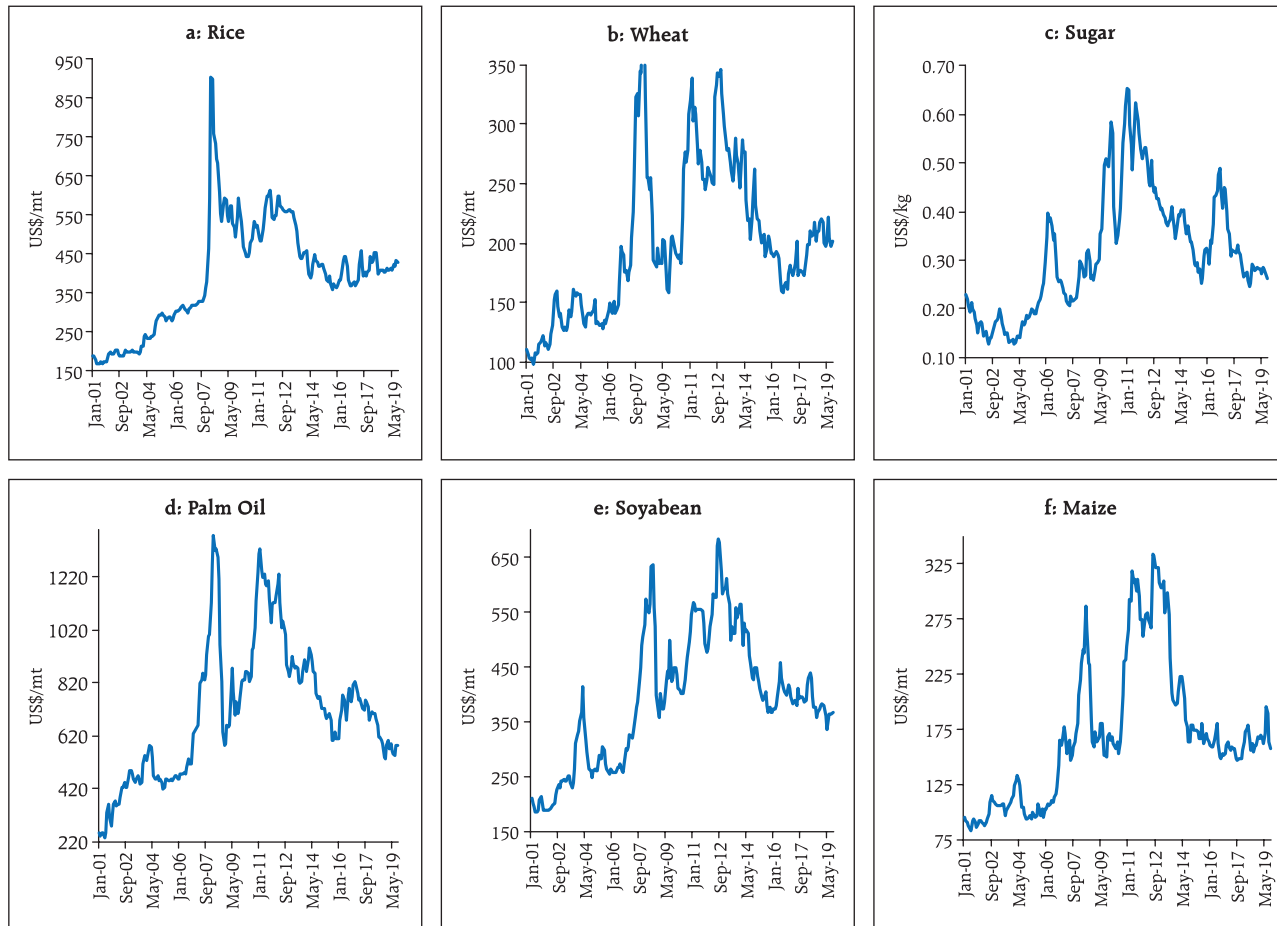 a: Rice
US$/mt
950
850
750
650
550
450
350
250
150
Jan-01
Sep-02
May-04
Jan-06
Sep-07
May-09
Jan-11
Sep-12
May-14
Jan-16
Sep-17
May-19
b: Wheat
US$/mt
350
300
250
200
150
100
Jan-01
Sep-02
May-04
Jan-06
Sep-07
May-09
Jan-11
Sep-12
May-14
Jan-16
Sep-17
May-19
c: Sugar
US$/kg
0.70
0.60
0.50
0.40
0.30
0.20
0.10
Jan-01
Sep-02
May-04
Jan-06
Sep-07
May-09
Jan-11
Sep-12
May-14
Jan-16
Sep-17
May-19
d: Palm Oil
US$/mt
1220
1020
820
620
420
220
Jan-01
Sep-02
May-04
Jan-06
Sep-07
May-09
Jan-11
Sep-12
May-14
Jan-16
Sep-17
May-19
e: Soyabean
US$/mt
650
550
450
350
250
150
Jan-01
Sep-02
May-04
Jan-06
Sep-07
May-09
Jan-11
Sep-12
May-14
Jan-16
Sep-17
May-19
f: Maize
US$/mt
325
275
225
175
125
75
Jan-01
Sep-02
May-04
Jan-06
Sep-07
May-09
Jan-11
Sep-12
May-14
Jan-16
Sep-17
May-19